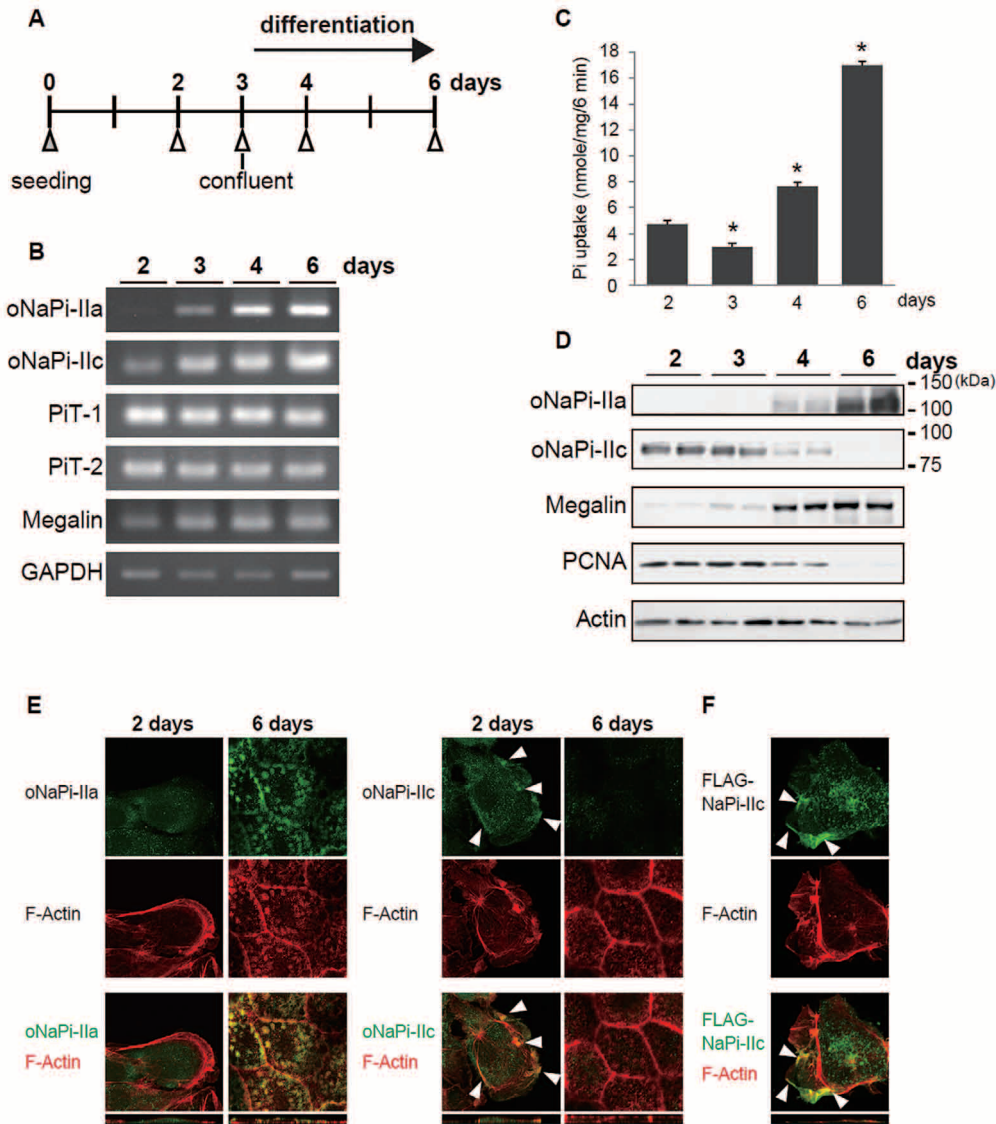 A
differentiation
0 2 3 4 6 days
seeding
confluent
B
2 3 4 6 days
oNaPi-IIa
oNaPi-IIc
PiT-1
PiT-2
Megalin
GAPDH
C
Pi uptake (nmole/mg/6 min)
18
16
14
12
10
8
6
4
2
0
* * *
2 3 4 6 days
D
2 3 4 6 days
oNaPi-IIa
150 (kDa)
100
oNaPi-IIc
100
75
Megalin
PCNA
Actin
E
2 days 6 days
oNaPi-IIa
F-Actin
oNaPi-IIa
F-Actin
2 days 6 days
oNaPi-IIc
F-Actin
oNaPi-IIc
F-Actin
F
FLAG-
NaPi-IIc
F-Actin
FLAG-
NaPi-IIc
F-Actin